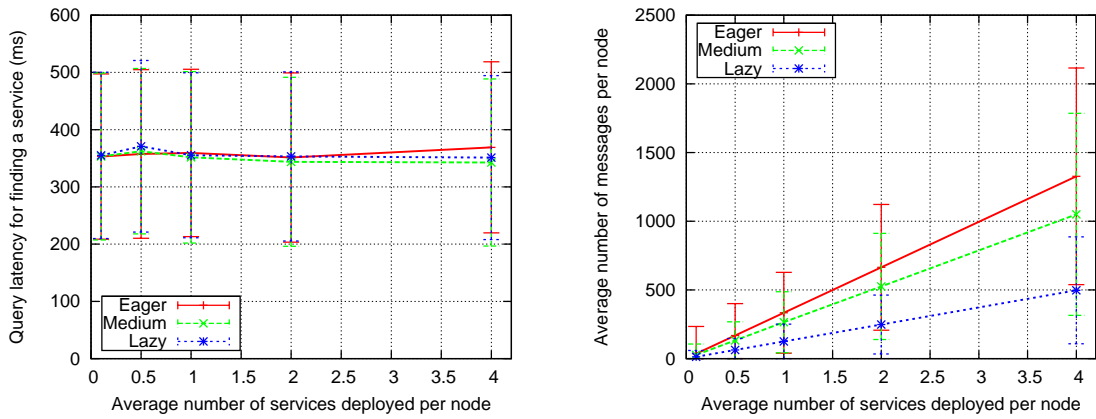 Query latency for finding a service (ms)
600
500
400
300
200
100
0
Eager
Medium
Lazy
0 0.5 1 1.5 2 2.5 3 3.5 4
Average number of services deployed per node
Average number of messages per node
2500
2000
1500
1000
500
0
Eager
Medium
Lazy
0 0.5 1 1.5 2 2.5 3 3.5 4
Average number of services deployed per node